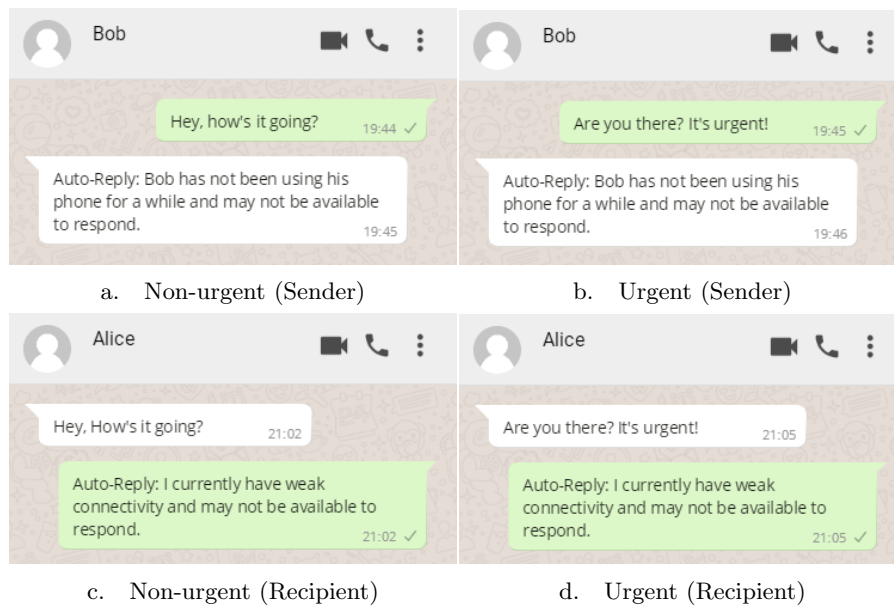 Bob
Hey, how's it going?
19:44
Auto-Reply: Bob has not been using his
phone for a while and may not be available
to respond.
19:45
a. Non-urgent (Sender)
Bob
Are you there? It's urgent!
19:45
Auto-Reply: Bob has not been using his
phone for a while and may not be available
to respond.
19:46
b. Urgent (Sender)
Alice
Hey, How's it going?
21:02
Auto-Reply: I currently have weak
connectivity and may not be available to
respond.
21:02
c. Non-urgent (Recipient)
Alice
Are you there? It's urgent!
21:05
Auto-Reply: I currently have weak
connectivity and may not be available to
respond.
21:05
d. Urgent (Recipient)